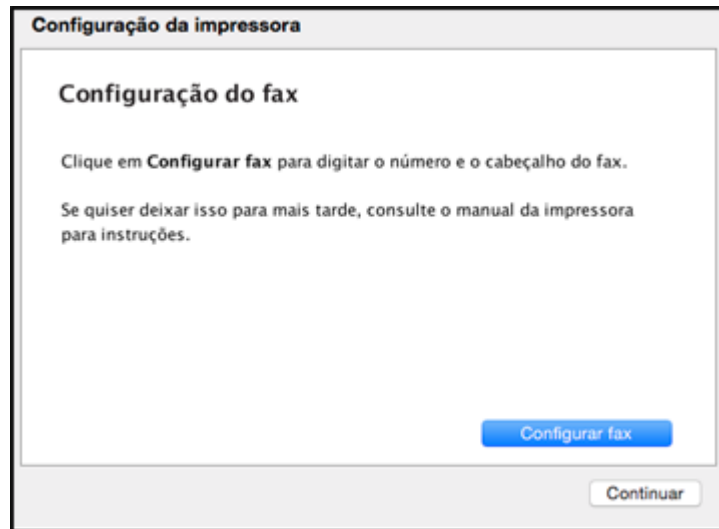 Configuração da impressora
Configuração do fax
Clique em Configurar fax para digitar o número e o cabeçalho do fax.
Se quiser deixar isso para mais tarde, consulte o manual da impressora
para instruções.
Configurar fax
Continuar